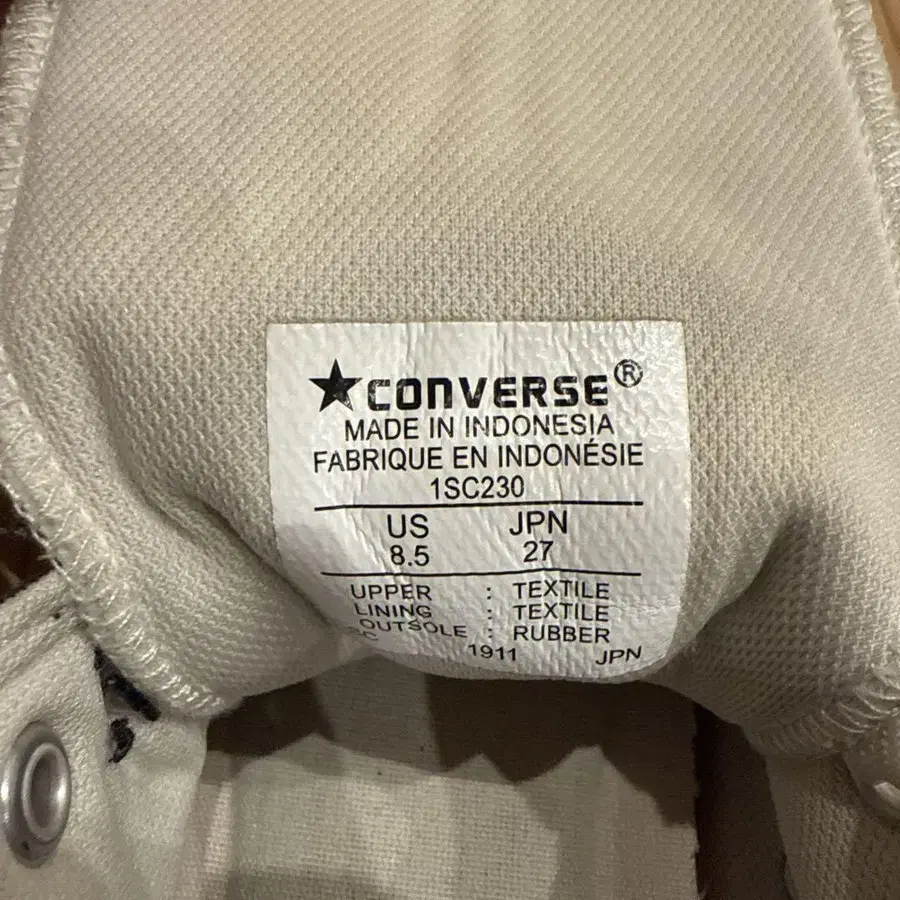 ★CONVERSE®
MADE IN INDONESIA
FABRIQUE EN INDONÉSIE
1SC230
US JPN
8.5 27
UPPER : TEXTILE
LINING : TEXTILE
OUTSOLE : RUBBER
1911 JPN